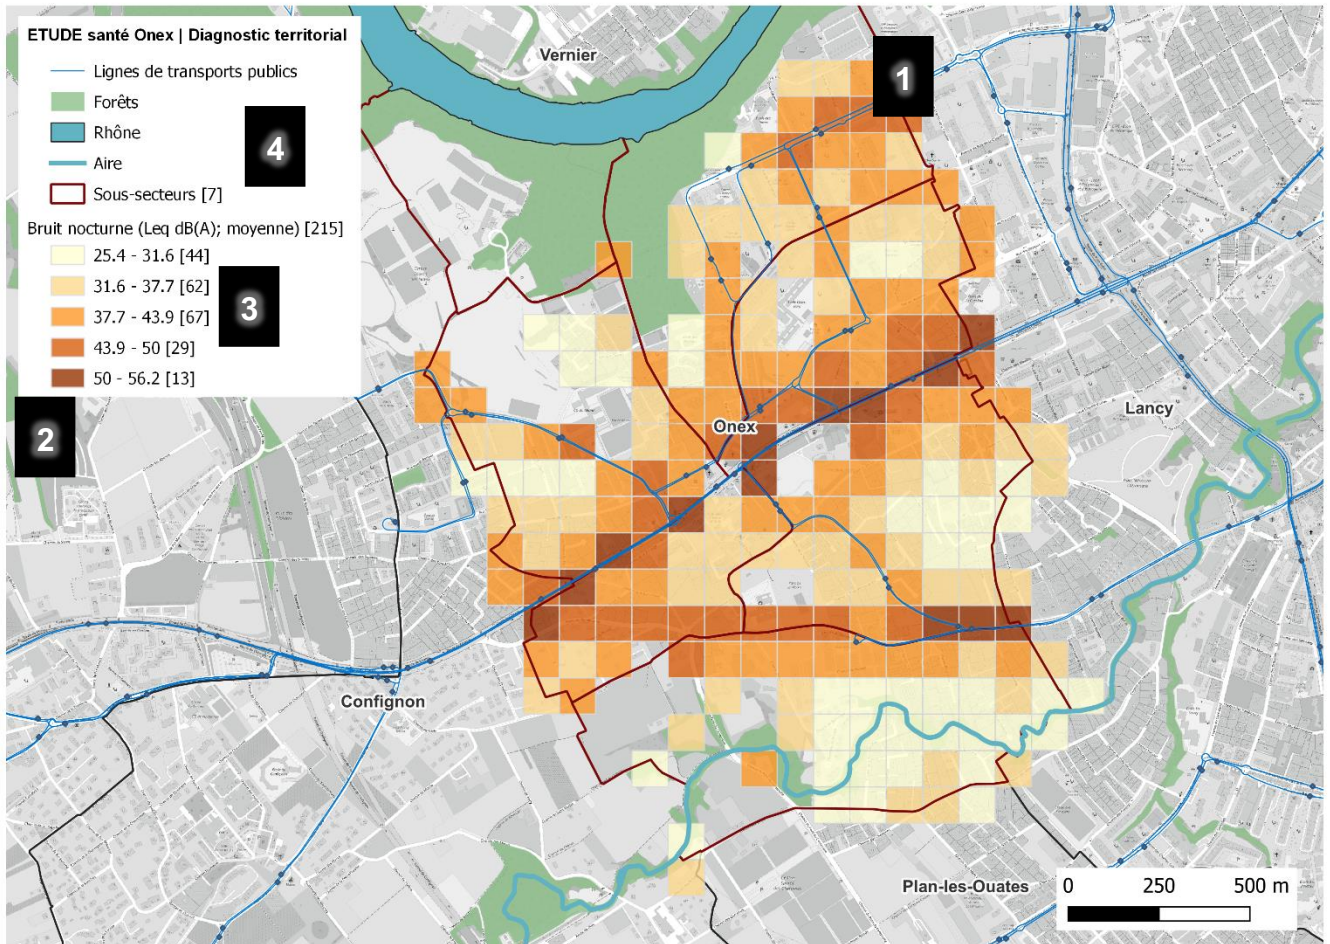 ETUDE santé Onex | Diagnostic territorial
Lignes de transports publics
Forêts
Rhône
Aire
Sous-secteurs [7]
Bruit nocturne (Leq dB(A); moyenne) [215]
25.4 - 31.6 [44]
31.6 - 37.7 [62]
37.7 - 43.9 [67]
43.9 - 50 [29]
50 - 56.2 [13]
4
3
2
1
Vernier
Onex
Lancy
Confignon
Plan-les-Ouates
0 250 500 m